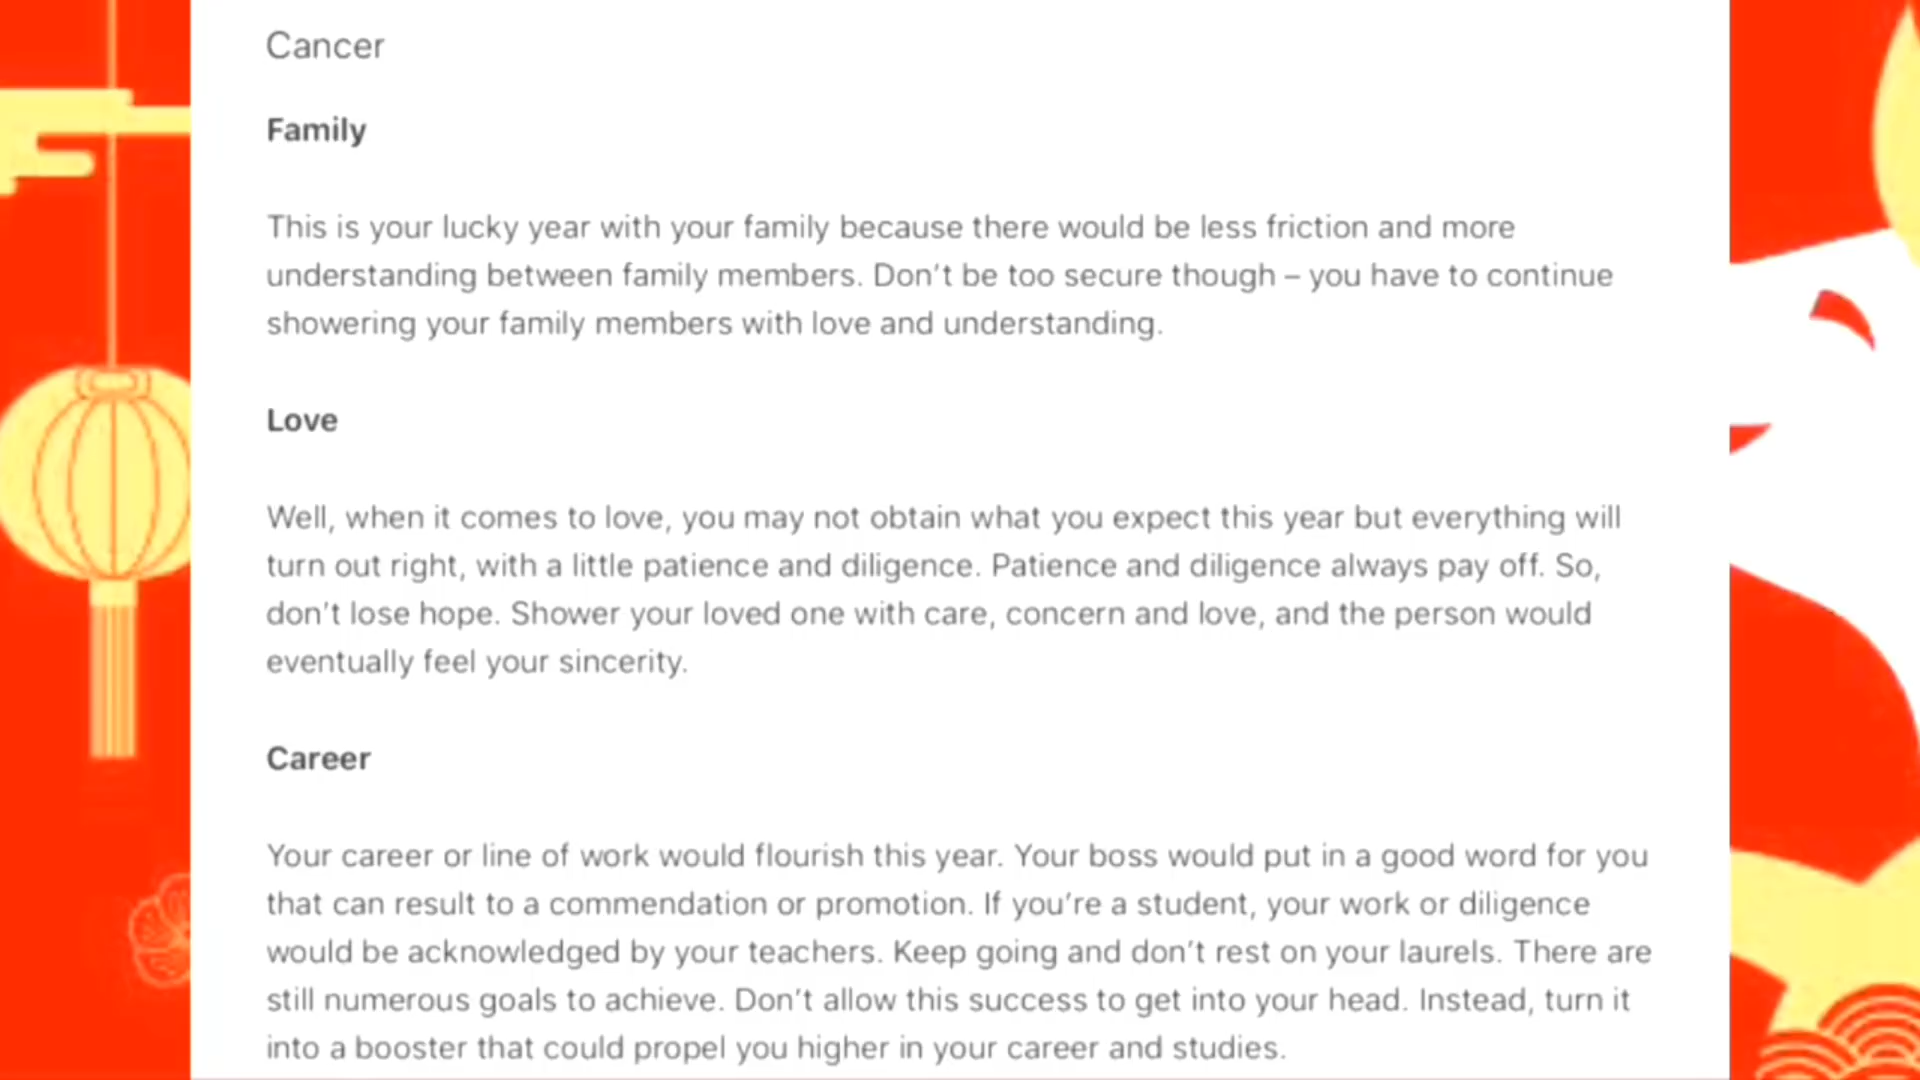 Cancer
Family
This is your lucky year with your family because there would be less friction and more
understanding between family members. Don’t be too secure though – you have to continue
showering your family members with love and understanding.
Love
Well, when it comes to love, you may not obtain what you expect this year but everything will
turn out right, with a little patience and diligence. Patience and diligence always pay off. So,
don’t lose hope. Shower your loved one with care, concern and love, and the person would
eventually feel your sincerity.
Career
Your career or line of work would flourish this year. Your boss would put in a good word for you
that can result to a commendation or promotion. If you’re a student, your work or diligence
would be acknowledged by your teachers. Keep going and don’t rest on your laurels. There are
still numerous goals to achieve. Don’t allow this success to get into your head. Instead, turn it
into a booster that could propel you higher in your career and studies.